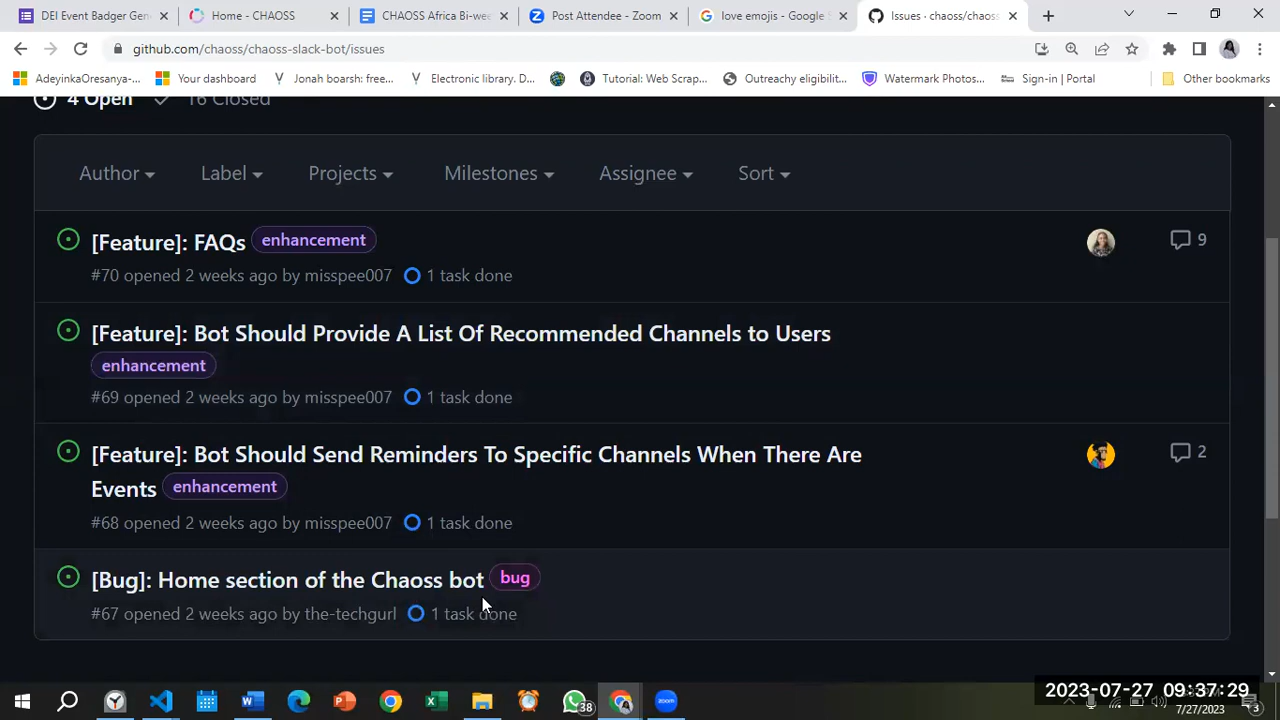 DEI Event Badger Gene
Home - CHAOSS
CHAOSS Africa Bi-wee
Post Attendee - Zoom
love emojis - Google S
Issues · chaoss/chaoss
github.com/chaoss/chaoss-slack-bot/issues
AdeyinkaOresanya-...
Your dashboard
Jonah boarsh: free...
Electronic library. D...
Tutorial: Web Scrap...
Outreachy eligibilit...
Watermark Photos...
Sign-in | Portal
Other bookmarks
4 Open
16 Closed
Author
Label
Projects
Milestones
Assignee
Sort
[Feature]: FAQs enhancement
9
#70 opened 2 weeks ago by misspee007 1 task done
[Feature]: Bot Should Provide A List Of Recommended Channels to Users
enhancement
#69 opened 2 weeks ago by misspee007 1 task done
[Feature]: Bot Should Send Reminders To Specific Channels When There Are
2
Events enhancement
#68 opened 2 weeks ago by misspee007 1 task done
[Bug]: Home section of the Chaoss bot bug
#67 opened 2 weeks ago by the-techgurl 1 task done
38
zoom
2023-07-27 09:37:29
7/27/2023
3